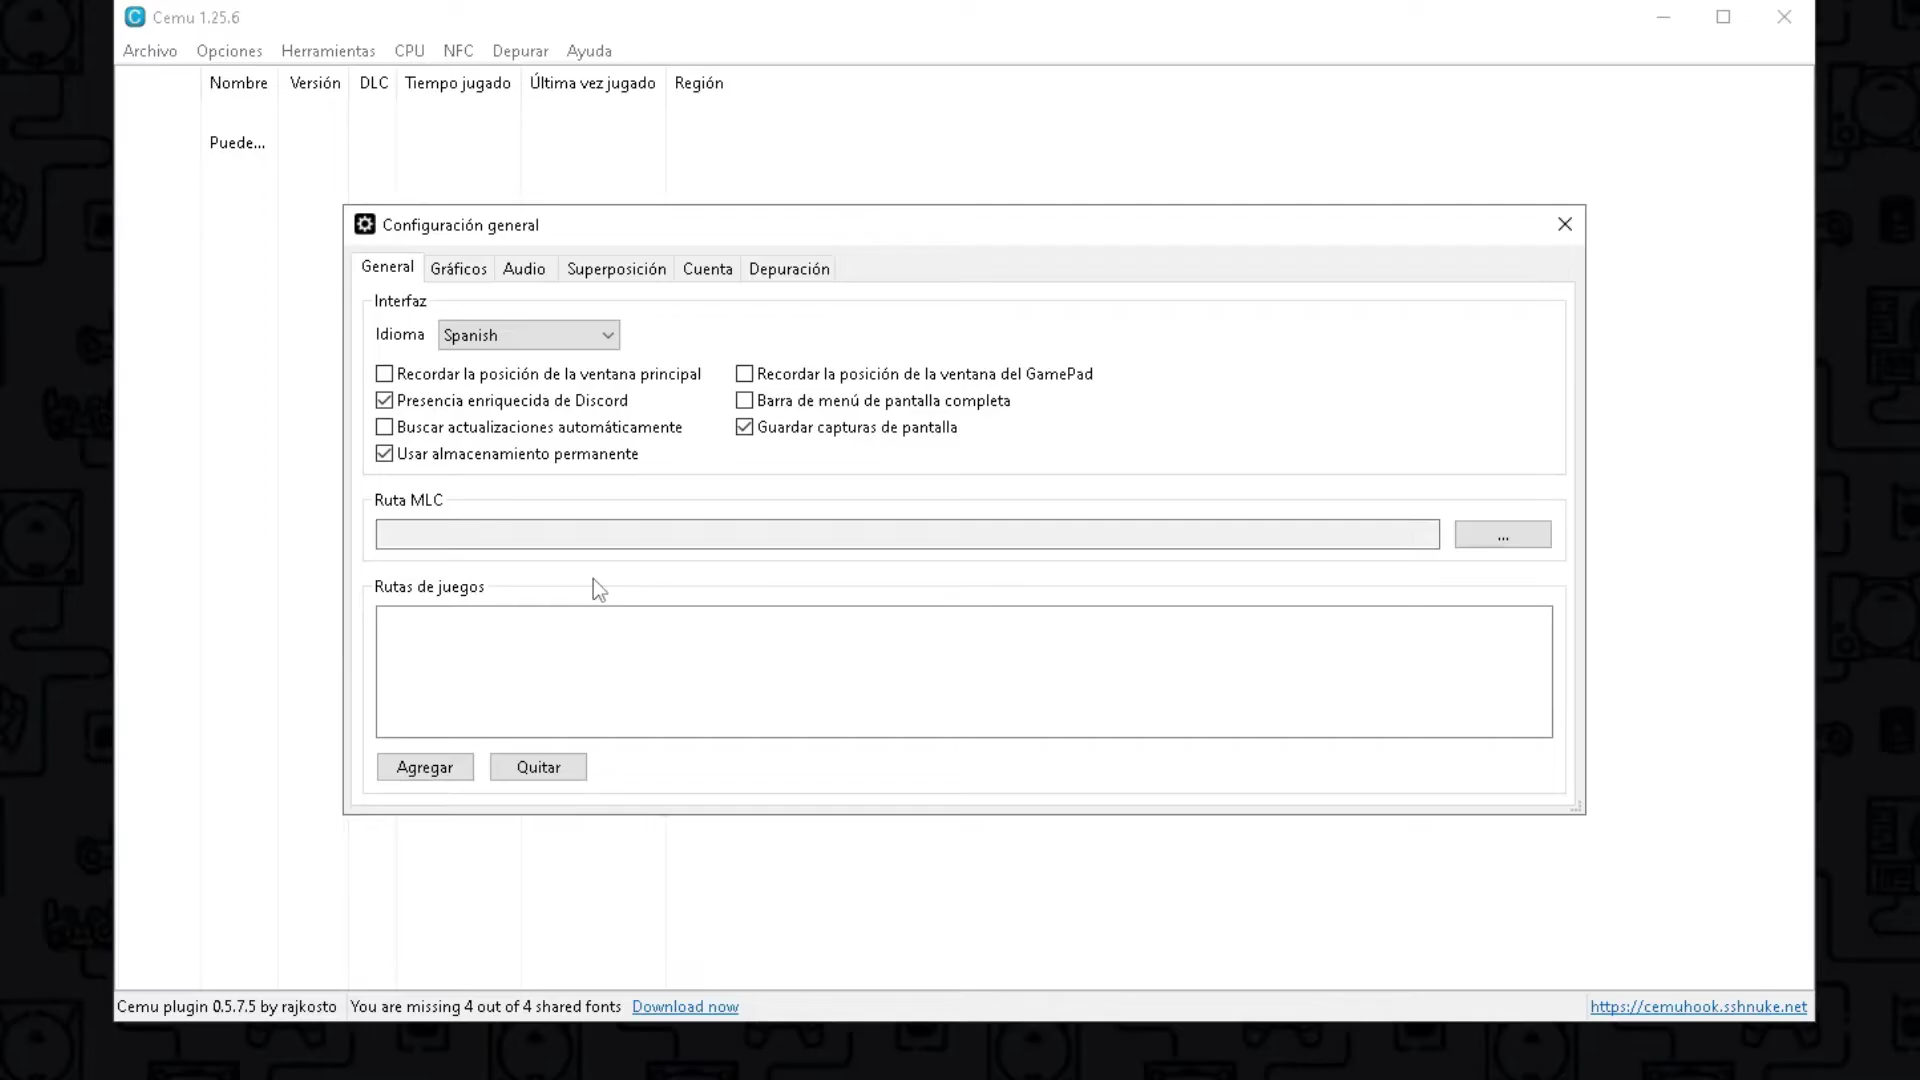 Cemu 1.25.6
Archivo Opciones Herramientas CPU NFC Depurar Ayuda
Nombre Versión DLC Tiempo jugado Última vez jugado Región
Puede...
Configuración general
General Gráficos Audio Superposición Cuenta Depuración
Interfaz
Idioma Spanish
Recordar la posición de la ventana principal Recordar la posición de la ventana del GamePad
Presencia enriquecida de Discord Barra de menú de pantalla completa
Buscar actualizaciones automáticamente Guardar capturas de pantalla
Usar almacenamiento permanente
Ruta MLC
...
Rutas de juegos
Agregar Quitar
Cemu plugin 0.5.7.5 by rajkosto You are missing 4 out of 4 shared fonts Download now https://cemuhook.sshnuke.net